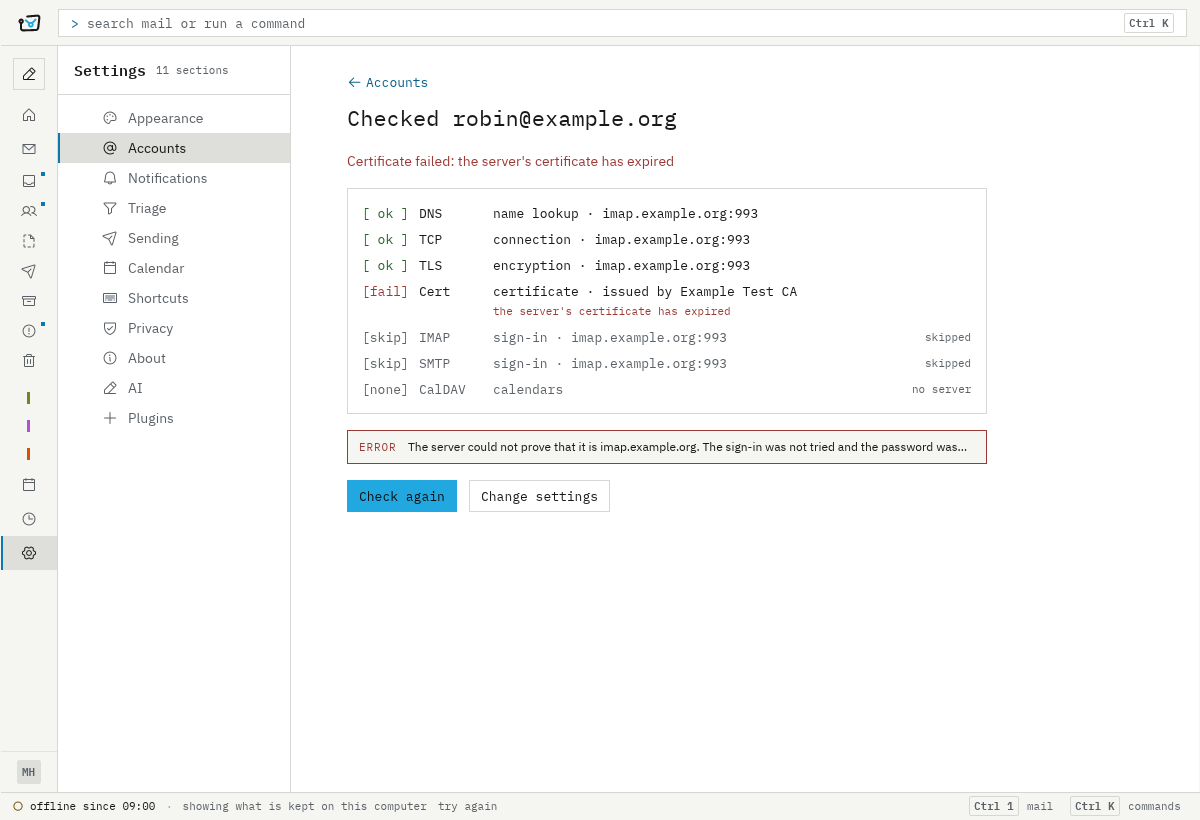 > search mail or run a command Ctrl K
Settings 11 sections
Appearance
Accounts
Notifications
Triage
Sending
Calendar
Shortcuts
Privacy
About
AI
Plugins
← Accounts
Checked robin@example.org
Certificate failed: the server's certificate has expired
[ ok ] DNS name lookup · imap.example.org:993
[ ok ] TCP connection · imap.example.org:993
[ ok ] TLS encryption · imap.example.org:993
[fail] Cert certificate · issued by Example Test CA
the server's certificate has expired
[skip] IMAP sign-in · imap.example.org:993 skipped
[skip] SMTP sign-in · imap.example.org:993 skipped
[none] CalDAV calendars no server
ERROR The server could not prove that it is imap.example.org. The sign-in was not tried and the password was…
Check again Change settings
MH
offline since 09:00 · showing what is kept on this computer try again Ctrl 1 mail Ctrl K commands